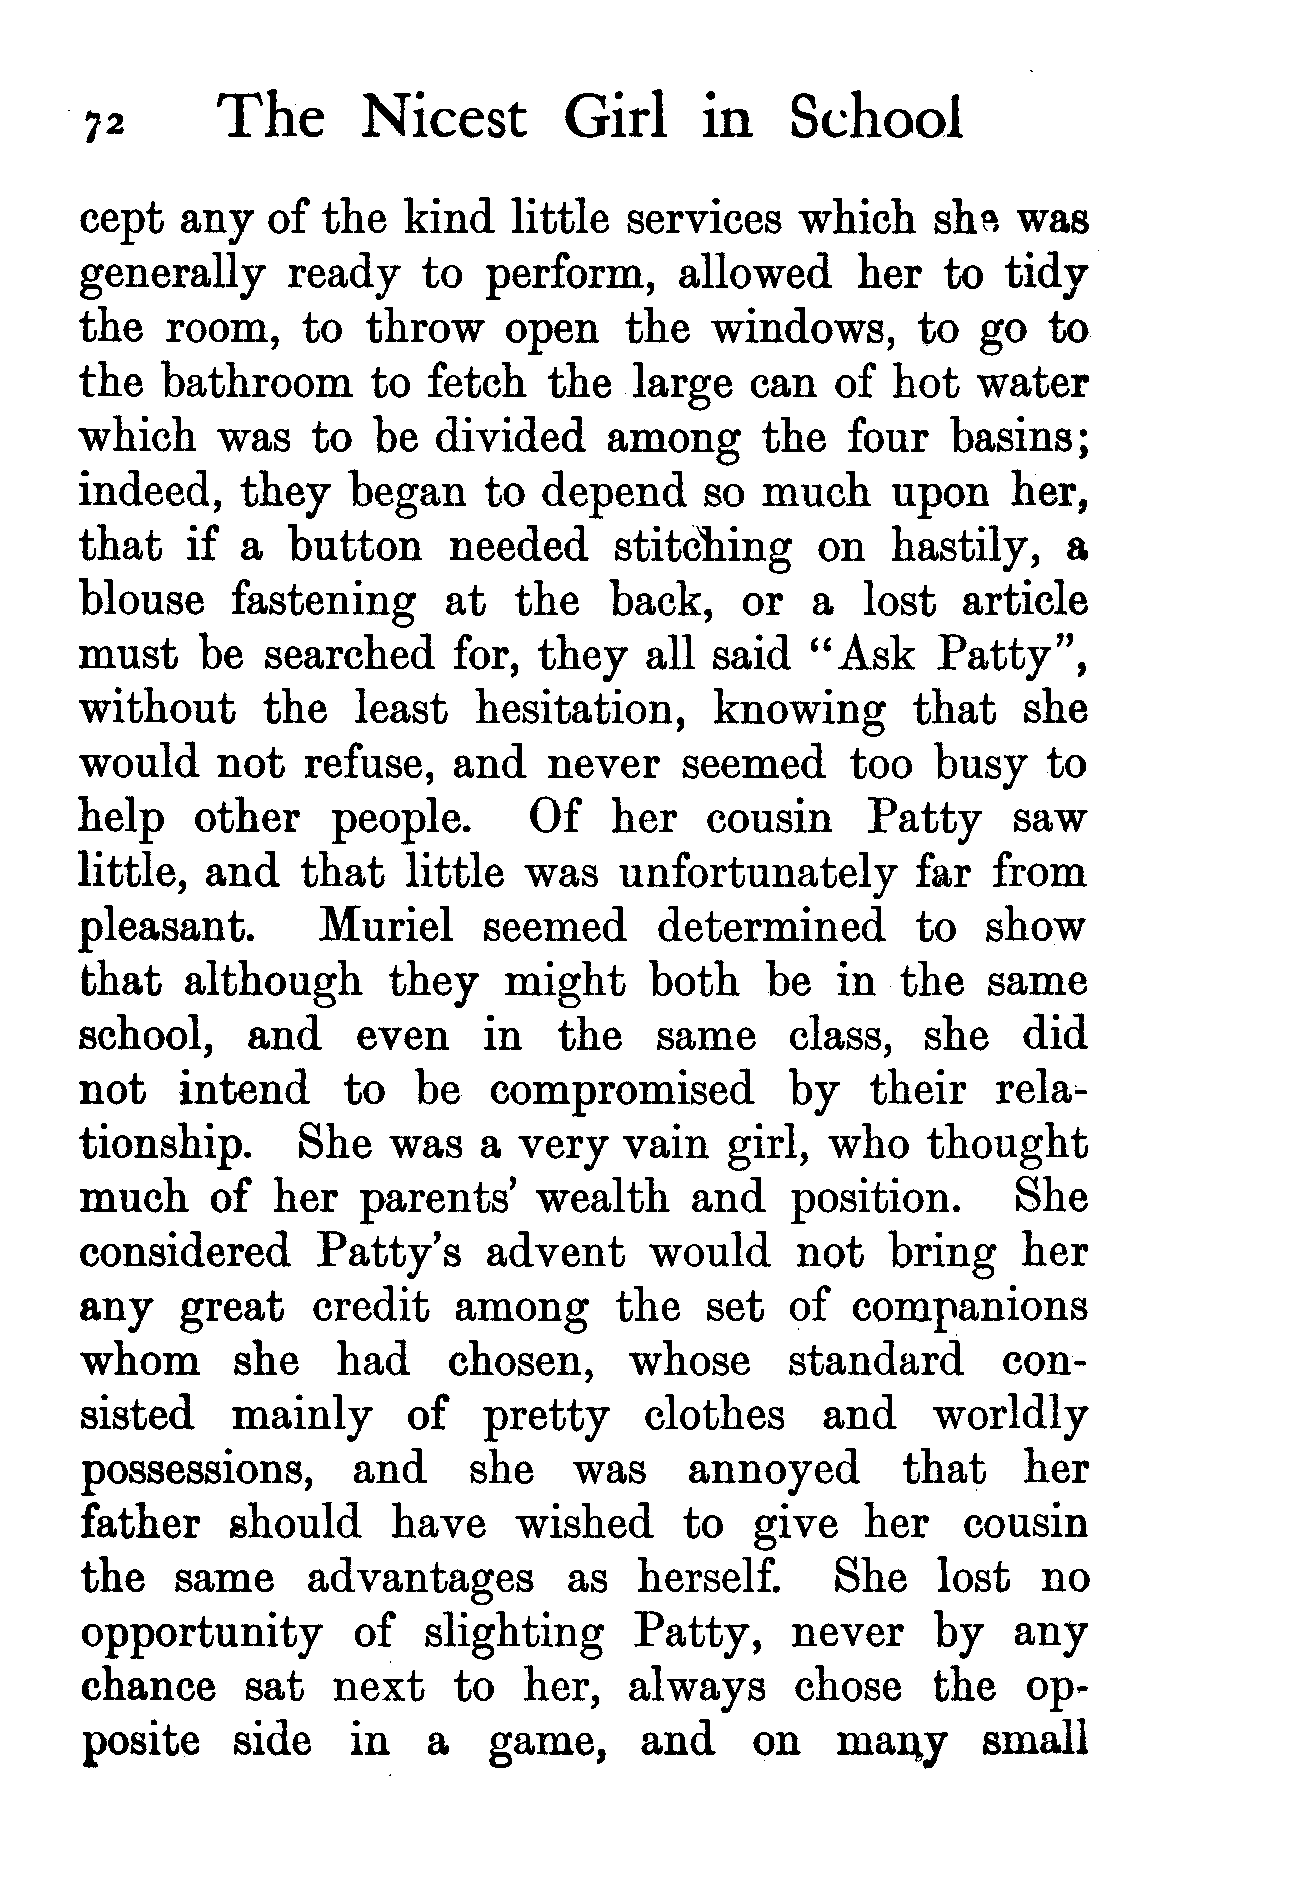 72 The Nicest Girl in School
cept any of the kind little services which she was
generally ready to perform, allowed her to tidy
the room, to throw open the windows, to go to
the bathroom to fetch the large can of hot water
which was to be divided among the four basins;
indeed, they began to depend so much upon her,
that if a button needed stitching on hastily, a
blouse fastening at the back, or a lost article
must be searched for, they all said “Ask Patty”,
without the least hesitation, knowing that she
would not refuse, and never seemed too busy to
help other people. Of her cousin Patty saw
little, and that little was unfortunately far from
pleasant. Muriel seemed determined to show
that although they might both be in the same
school, and even in the same class, she did
not intend to be compromised by their rela-
tionship. She was a very vain girl, who thought
much of her parents’ wealth and position. She
considered Patty’s advent would not bring her
any great credit among the set of companions
whom she had chosen, whose standard con-
sisted mainly of pretty clothes and worldly
possessions, and she was annoyed that her
father should have wished to give her cousin
the same advantages as herself. She lost no
opportunity of slighting Patty, never by any
chance sat next to her, always chose the op-
posite side in a game, and on many small